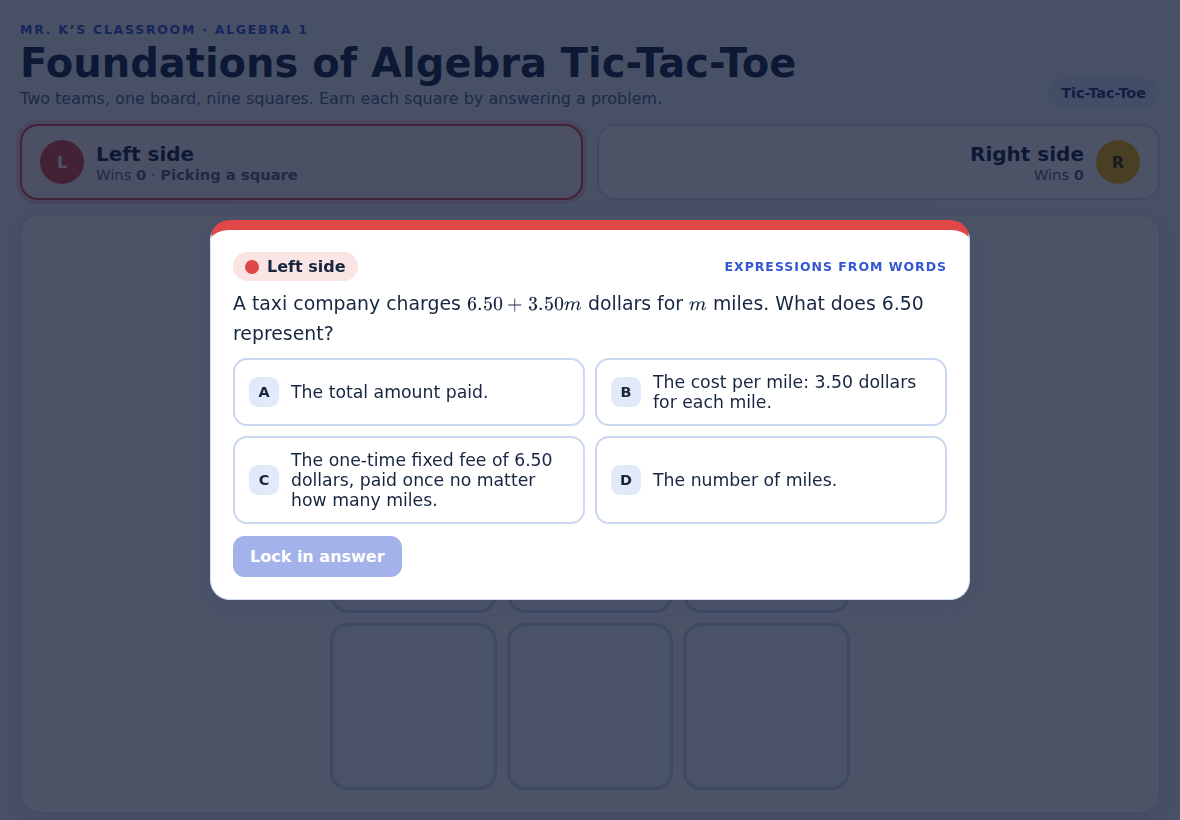 MR. K'S CLASSROOM · ALGEBRA 1
Foundations of Algebra Tic-Tac-Toe
Two teams, one board, nine squares. Earn each square by answering a problem.
Tic-Tac-Toe
L
Left side
Wins 0 · Picking a square
Right side
Wins 0
R
Left side
EXPRESSIONS FROM WORDS
A taxi company charges 6.50 + 3.50m dollars for m miles. What does 6.50
represent?
A
The total amount paid.
B
The cost per mile: 3.50 dollars
for each mile.
C
The one-time fixed fee of 6.50
dollars, paid once no matter
how many miles.
D
The number of miles.
Lock in answer